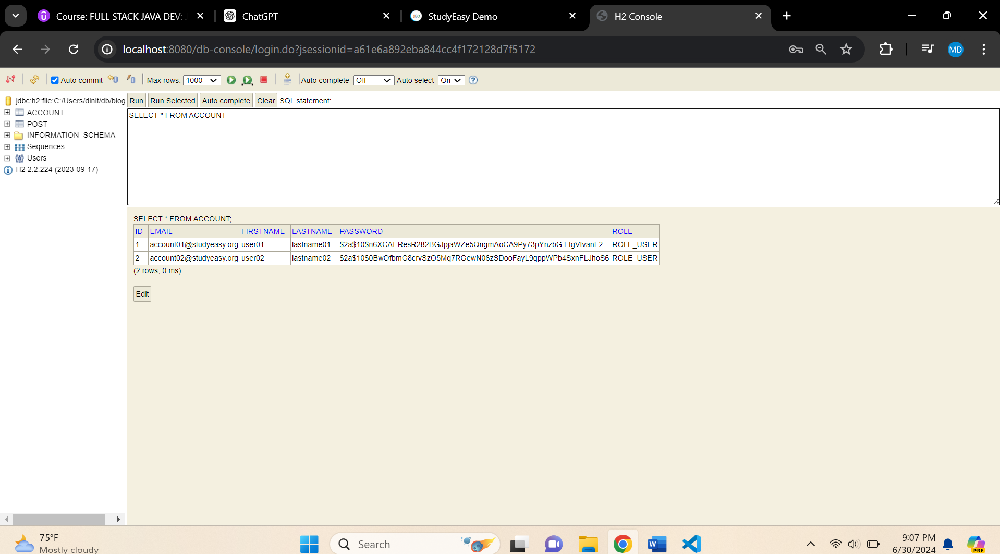 Course: FULL STACK JAVA DEV:
ChatGPT
StudyEasy Demo
H2 Console
localhost:8080/db-console/login.do?jsessionid=a61e6a892eba844cc4f172128d7f5172
MD
Auto commit
Max rows: 1000
Auto complete Off
Auto select On
jdbc:h2:file:C:/Users/dinit/db/blog
ACCOUNT
POST
INFORMATION_SCHEMA
Sequences
Users
H2 2.2.224 (2023-09-17)
Run Run Selected Auto complete Clear SQL statement:
SELECT * FROM ACCOUNT
SELECT * FROM ACCOUNT;
ID EMAIL FIRSTNAME LASTNAME PASSWORD ROLE
1 account01@studyeasy.org user01 lastname01 $2a$10$n6XCAEResR282BGJpjaWZe5QngmAoCA9Py73pYnzbG.FtgVIvanF2 ROLE_USER
2 account02@studyeasy.org user02 lastname02 $2a$10$0BwOfbmG8crvSzO5Mq7RGewN06zSDooFayL9qppWPb4SxnFLJhoS6 ROLE_USER
(2 rows, 0 ms)
Edit
75°F
Mostly cloudy
Search
9:07 PM
6/30/2024
PRE